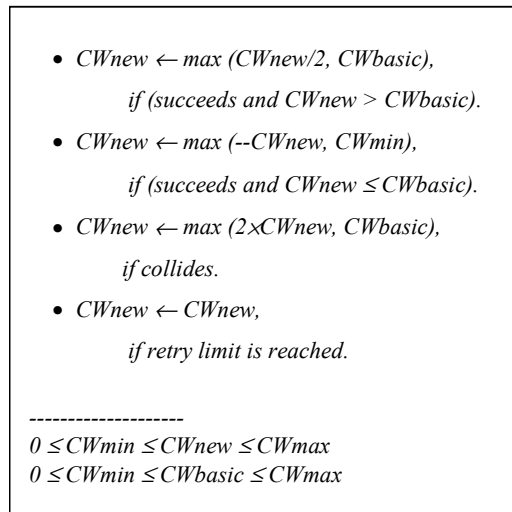 • CWnew ← max (CWnew/2, CWbasic),
if (succeeds and CWnew > CWbasic).
• CWnew ← max (--CWnew, CWmin),
if (succeeds and CWnew ≤ CWbasic).
• CWnew ← max (2×CWnew, CWbasic),
if collides.
• CWnew ← CWnew,
if retry limit is reached.
--------------------
0 ≤ CWmin ≤ CWnew ≤ CWmax
0 ≤ CWmin ≤ CWbasic ≤ CWmax